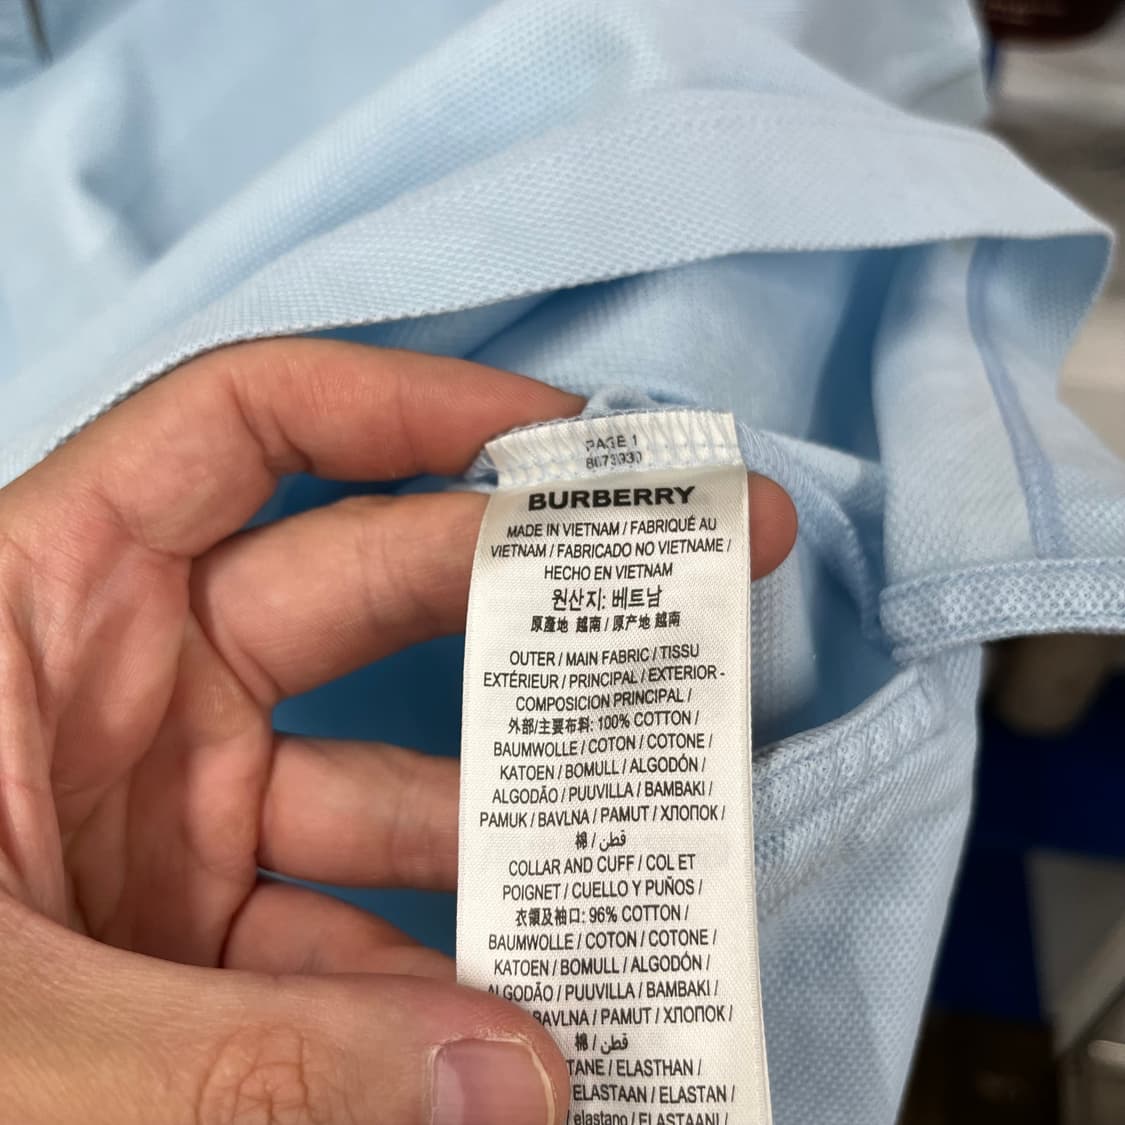 PAGE 1
8673930
BURBERRY
MADE IN VIETNAM / FABRIQUÉ AU
VIETNAM / FABRICADO NO VIETNAME /
HECHO EN VIETNAM
원산지: 베트남
原產地 越南 / 原产地 越南
OUTER / MAIN FABRIC / TISSU
EXTÉRIEUR / PRINCIPAL / EXTERIOR -
COMPOSICION PRINCIPAL /
外部/主要布料: 100% COTTON /
BAUMWOLLE / COTON / COTONE /
KATOEN / BOMULL / ALGODÓN /
ALGODÃO / PUUVILLA / BAMBAKI /
PAMUK / BAVLNA / PAMUT / ХЛОПОК /
棉 / قطن
COLLAR AND CUFF / COL ET
POIGNET / CUELLO Y PUÑOS /
衣領及袖口: 96% COTTON /
BAUMWOLLE / COTON / COTONE /
KATOEN / BOMULL / ALGODÓN /
ALGODÃO / PUUVILLA / BAMBAKI /
BAVLNA / PAMUT / ХЛОПОК /
棉 / قطن
TANE / ELASTHAN /
ELASTAAN / ELASTAN /
/ elastano / ELASTAANI /